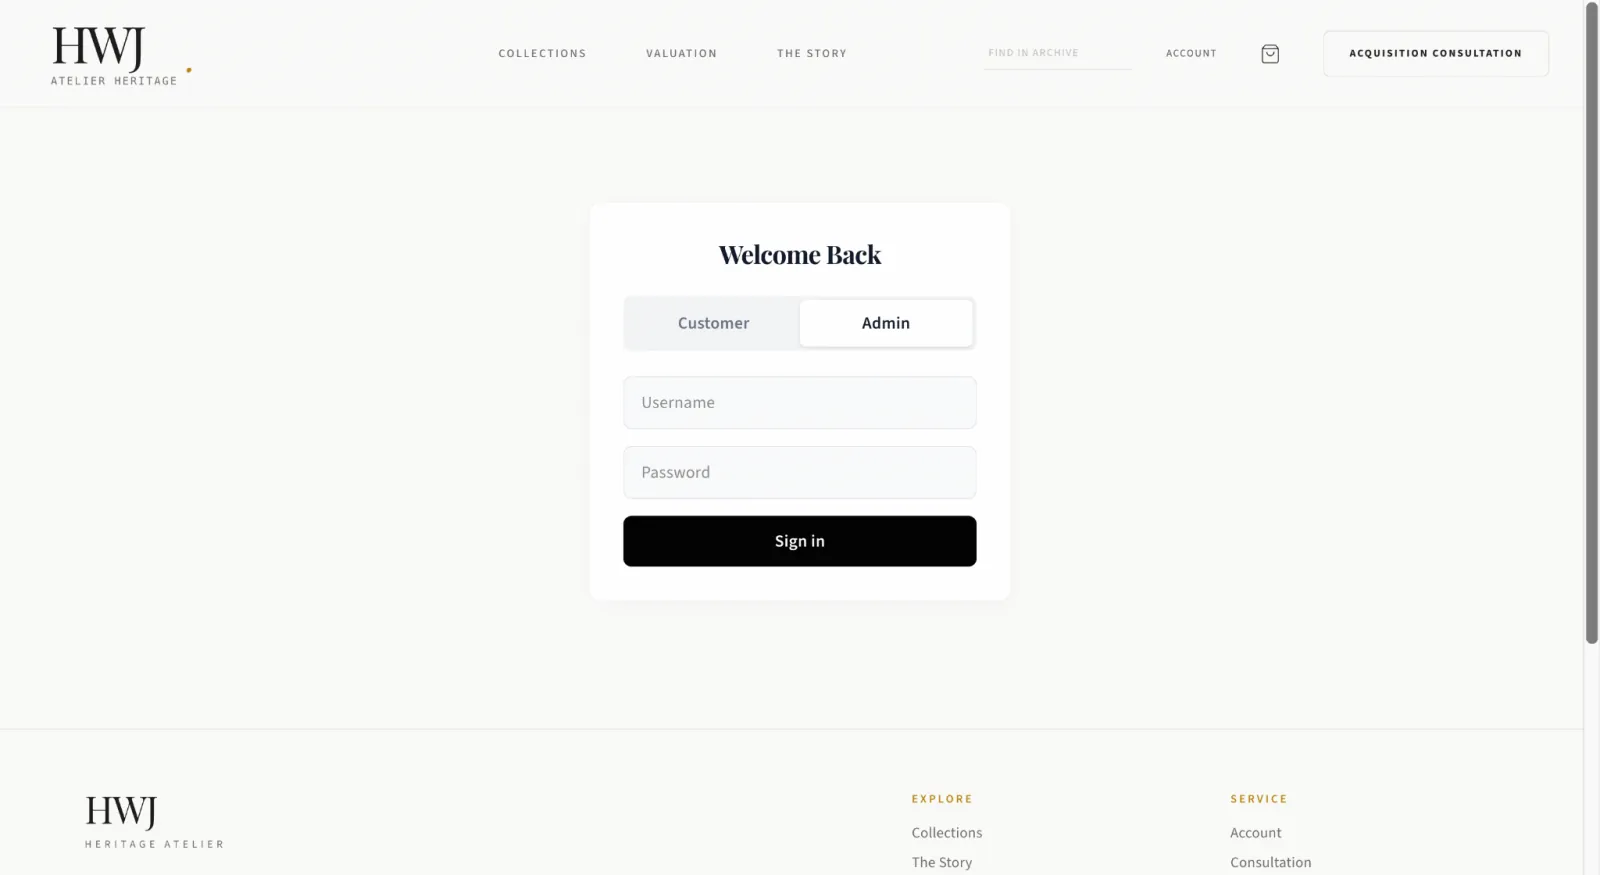 HWJ
ATELIER HERITAGE
COLLECTIONS
VALUATION
THE STORY
FIND IN ARCHIVE
ACCOUNT
ACQUISITION CONSULTATION
Welcome Back
Customer
Admin
Username
Password
Sign in
HWJ
HERITAGE ATELIER
EXPLORE
Collections
The Story
SERVICE
Account
Consultation